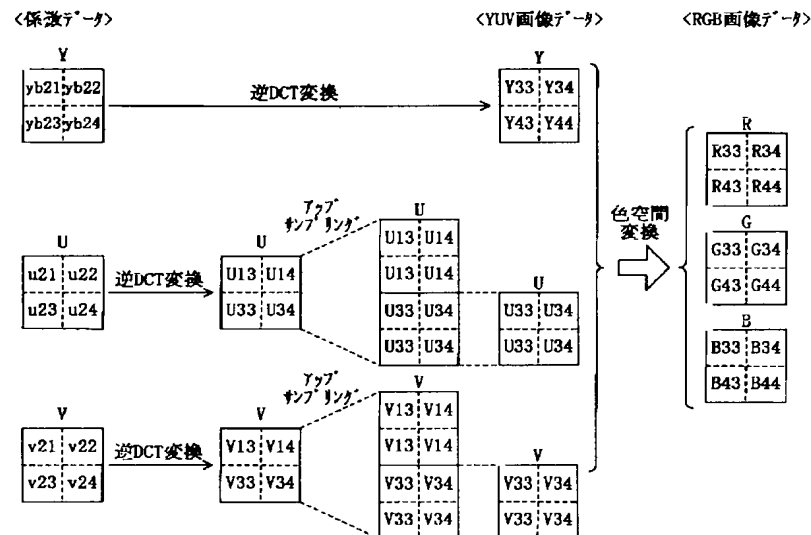 <係数データ>
<YUV画像データ>
<RGB画像データ>
Y
yb21 yb22
yb23 yb24
逆DCT変換
Y
Y33 Y34
Y43 Y44
R
R33 R34
R43 R44
色空間
変換
G
G33 G34
G43 G44
B
B33 B34
B43 B44
U
u21 u22
u23 u24
逆DCT変換
U
U13 U14
U33 U34
アップ
サンプリング
U
U13 U14
U13 U14
U33 U34
U33 U34
U
U33 U34
U33 U34
V
v21 v22
v23 v24
逆DCT変換
V
V13 V14
V33 V34
アップ
サンプリング
V
V13 V14
V13 V14
V33 V34
V33 V34
V
V33 V34
V33 V34